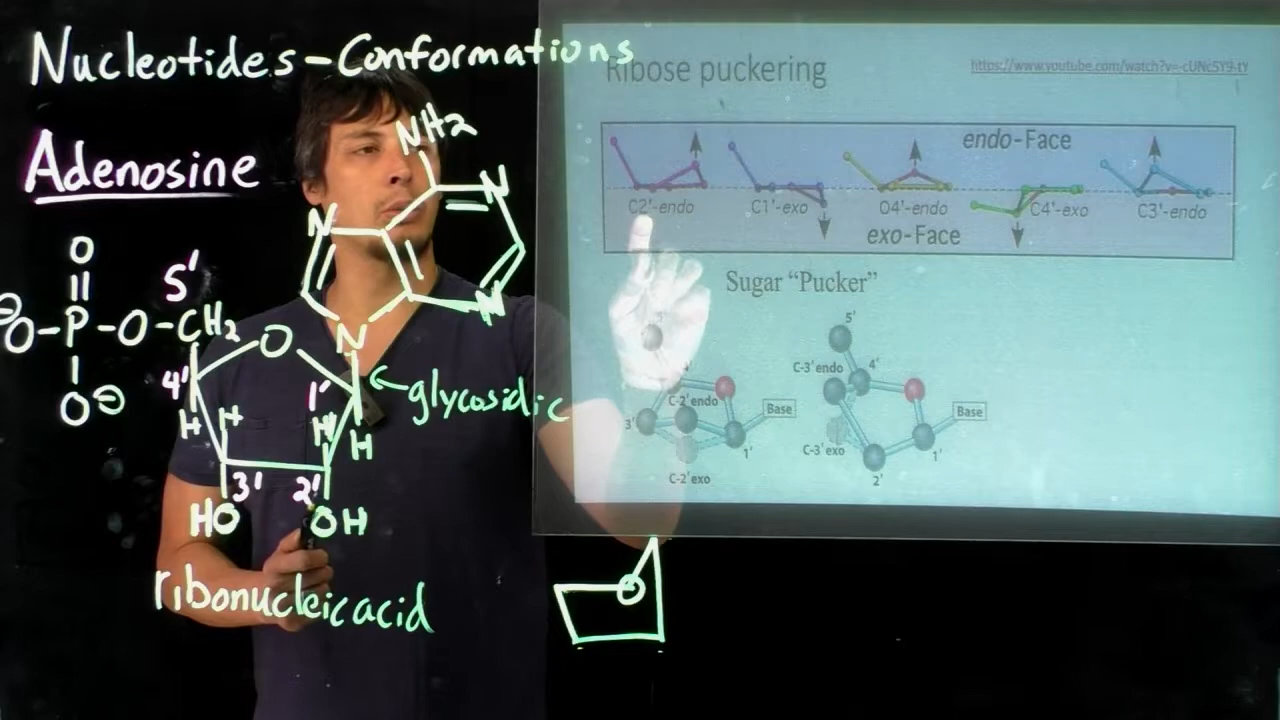 Nucleotides - Conformations
Adenosine
NH2
N
N
N
N
O
5'
⊖O-P-O-CH2
O
O⊖
4'
1'
H
H
H
H
3'
2'
HO
OH
glycosidic
ribonucleic acid
Ribose puckering
https://www.youtube.com/watch?v=-cUNc5Y9-tY
endo-Face
C2'-endo
C1'-exo
O4'-endo
C4'-exo
C3'-endo
exo-Face
Sugar "Pucker"
C-2'endo
3'
1'
Base
C-2'exo
5'
C-3'endo
4'
C-3'exo
Base
1'
2'